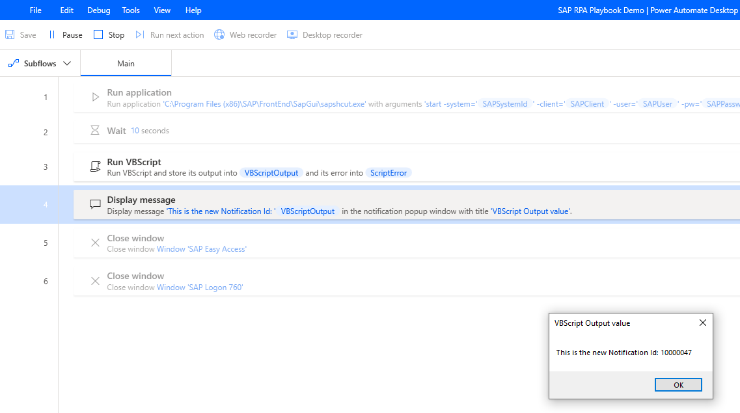 File Edit Debug Tools View Help SAP RPA Playbook Demo | Power Automate Desktop
Save Pause Stop Run next action Web recorder Desktop recorder
Subflows Main
1 Run application
Run application 'C:\Program Files (x86)\SAP\FrontEnd\SapGui\sapshcut.exe' with arguments 'start -system=' SAPSystemId ' -client=' SAPClient ' -user=' SAPUser ' -pw=' SAPPassw
2 Wait 10 seconds
3 Run VBScript
Run VBScript and store its output into VBScriptOutput and its error into ScriptError
4 Display message
Display message 'This is the new Notification Id: ' VBScriptOutput in the notification popup window with title 'VBScript Output value'.
5 Close window
Close window Window 'SAP Easy Access'
6 Close window
Close window Window 'SAP Logon 760'
VBScript Output value
This is the new Notification Id: 10000047
OK